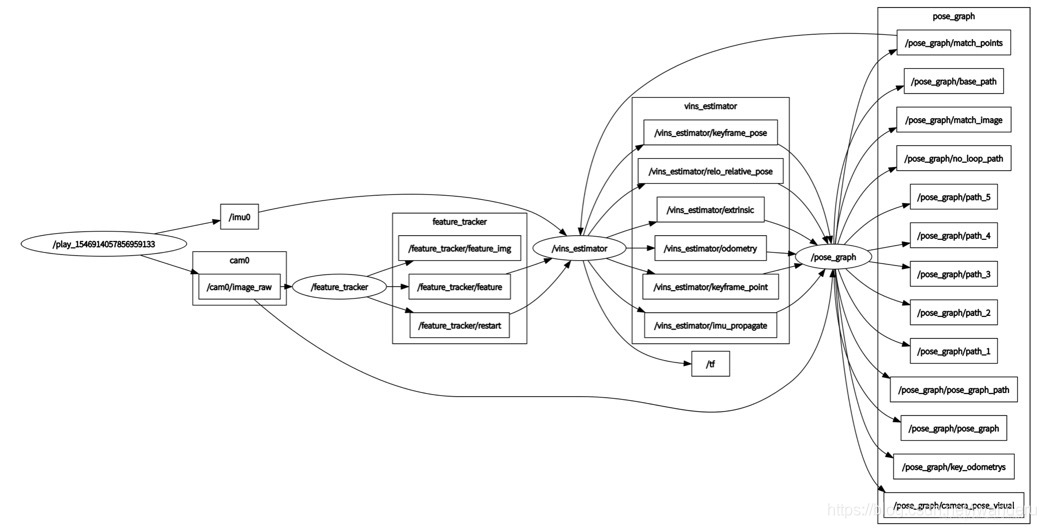 /play_1546914057856959133
/imu0
cam0
/cam0/image_raw
/feature_tracker
feature_tracker
/feature_tracker/feature_img
/feature_tracker/feature
/feature_tracker/restart
/vins_estimator
vins_estimator
/vins_estimator/keyframe_pose
/vins_estimator/relo_relative_pose
/vins_estimator/extrinsic
/vins_estimator/odometry
/vins_estimator/keyframe_point
/vins_estimator/imu_propagate
/tf
/pose_graph
pose_graph
/pose_graph/match_points
/pose_graph/base_path
/pose_graph/match_image
/pose_graph/no_loop_path
/pose_graph/path_5
/pose_graph/path_4
/pose_graph/path_3
/pose_graph/path_2
/pose_graph/path_1
/pose_graph/pose_graph_path
/pose_graph/pose_graph
/pose_graph/key_odometrys
/pose_graph/camera_pose_visual